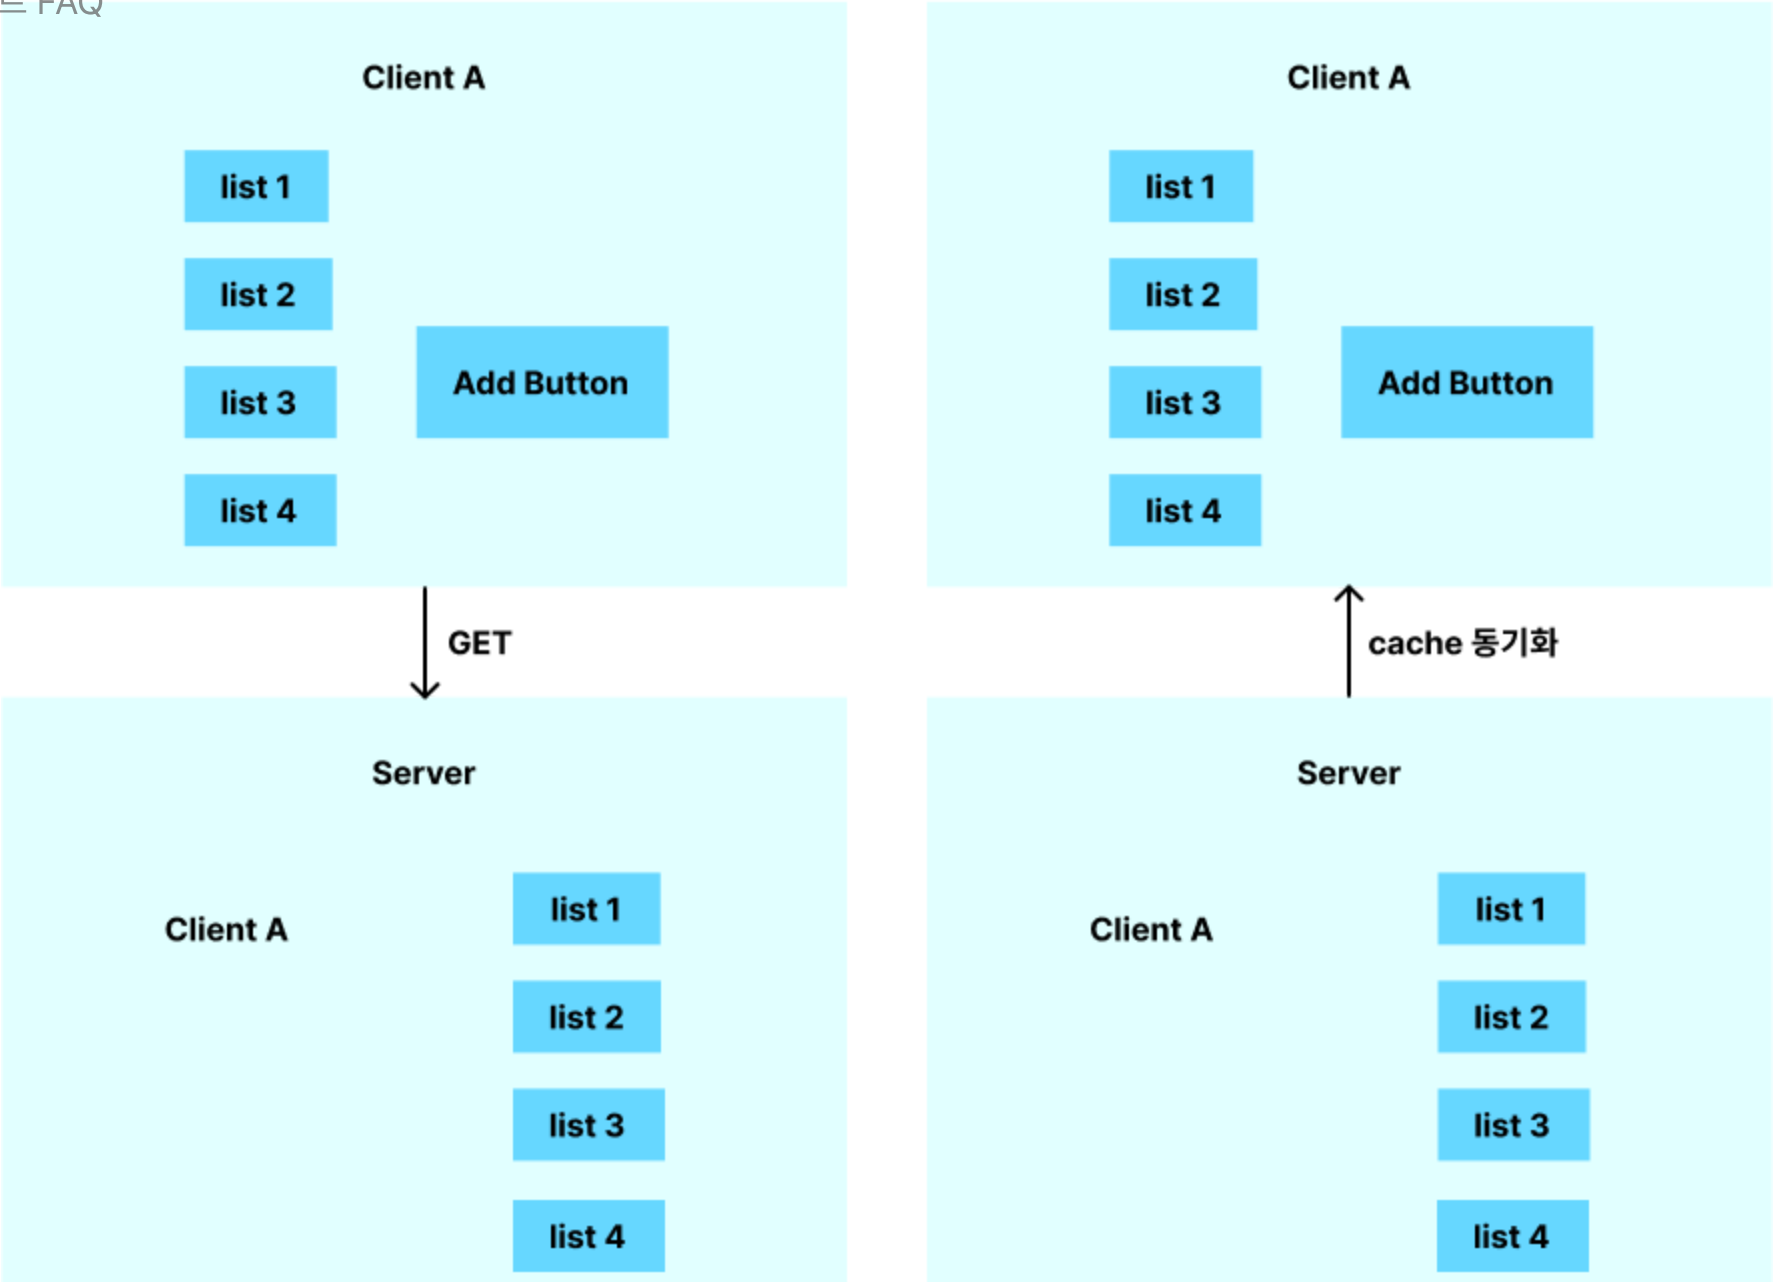 FAQ
Client A
list 1
list 2
list 3
list 4
Add Button
GET
Server
Client A
list 1
list 2
list 3
list 4
Client A
list 1
list 2
list 3
list 4
Add Button
cache 동기화
Server
Client A
list 1
list 2
list 3
list 4